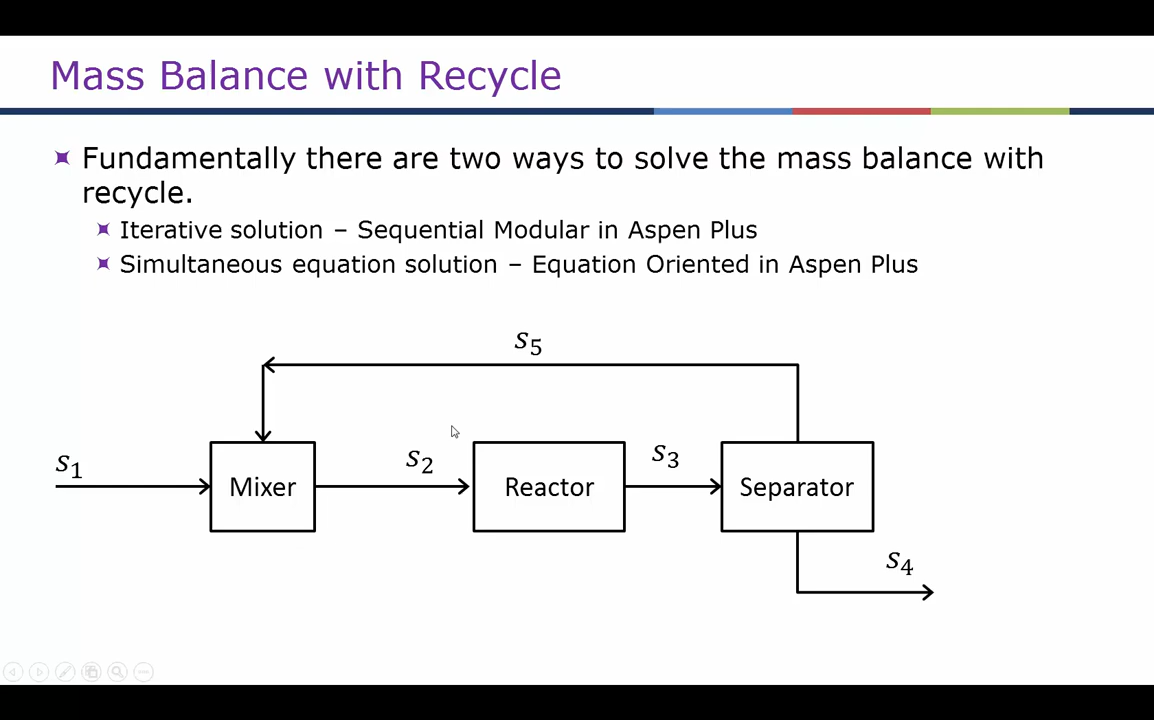 Mass Balance with Recycle
Fundamentally there are two ways to solve the mass balance with
recycle.
Iterative solution – Sequential Modular in Aspen Plus
Simultaneous equation solution – Equation Oriented in Aspen Plus
s₅
s₁
s₂
s₃
Mixer
Reactor
Separator
s₄